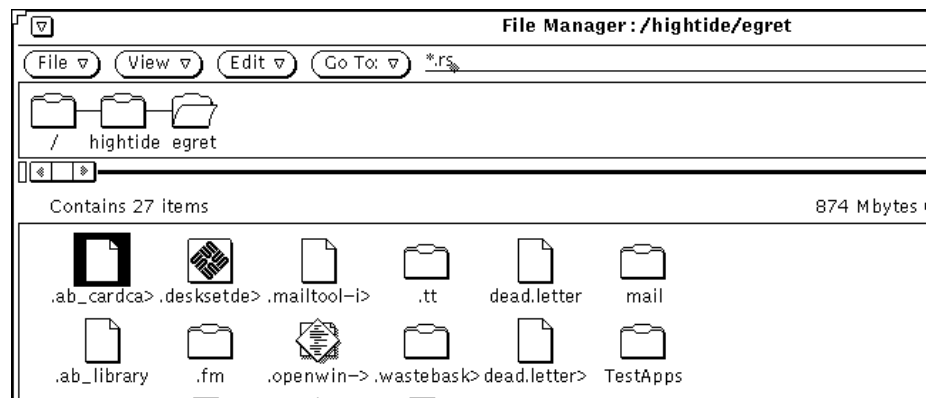 File Manager: /hightide/egret
File View Edit Go To: *.rs
/ hightide egret
Contains 27 items 874 Mbytes
.ab_cardca> .desksetde> .mailtool-i> .tt dead.letter mail
.ab_library .fm .openwin-> .wastebask> dead.letter> TestApps